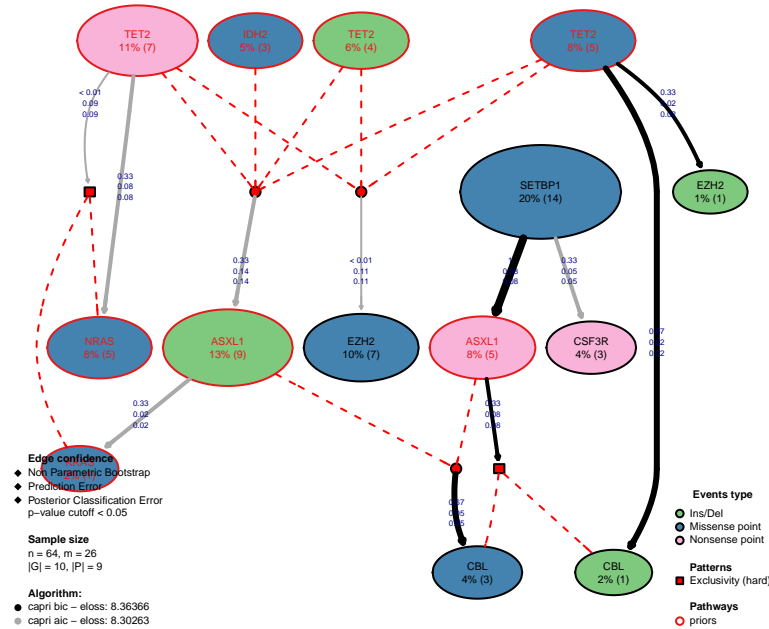 TET2
11% (7)
IDH2
5% (3)
TET2
6% (4)
TET2
8% (5)
< 0.01
0.09
0.09
0.33
0.02
0.33
0.08
0.08
SETBP1
20% (14)
EZH2
1% (1)
0.33
0.14
0.14
< 0.01
0.11
0.11
0.33
0.05
0.05
NRAS
8% (5)
ASXL1
13% (9)
EZH2
10% (7)
ASXL1
8% (5)
CSF3R
4% (3)
0.33
0.02
0.02
0.33
0.08
0.08
Edge confidence
Non Parametric Bootstrap
Prediction Error
Posterior Classification Error
p−value cutoff < 0.05
Sample size
n = 64, m = 26
|G| = 10, |P| = 9
Algorithm:
capri bic − eloss: 8.36366
capri aic − eloss: 8.30263
CBL
4% (3)
CBL
2% (1)
Events type
Ins/Del
Missense point
Nonsense point
Patterns
Exclusivity (hard)
Pathways
priors